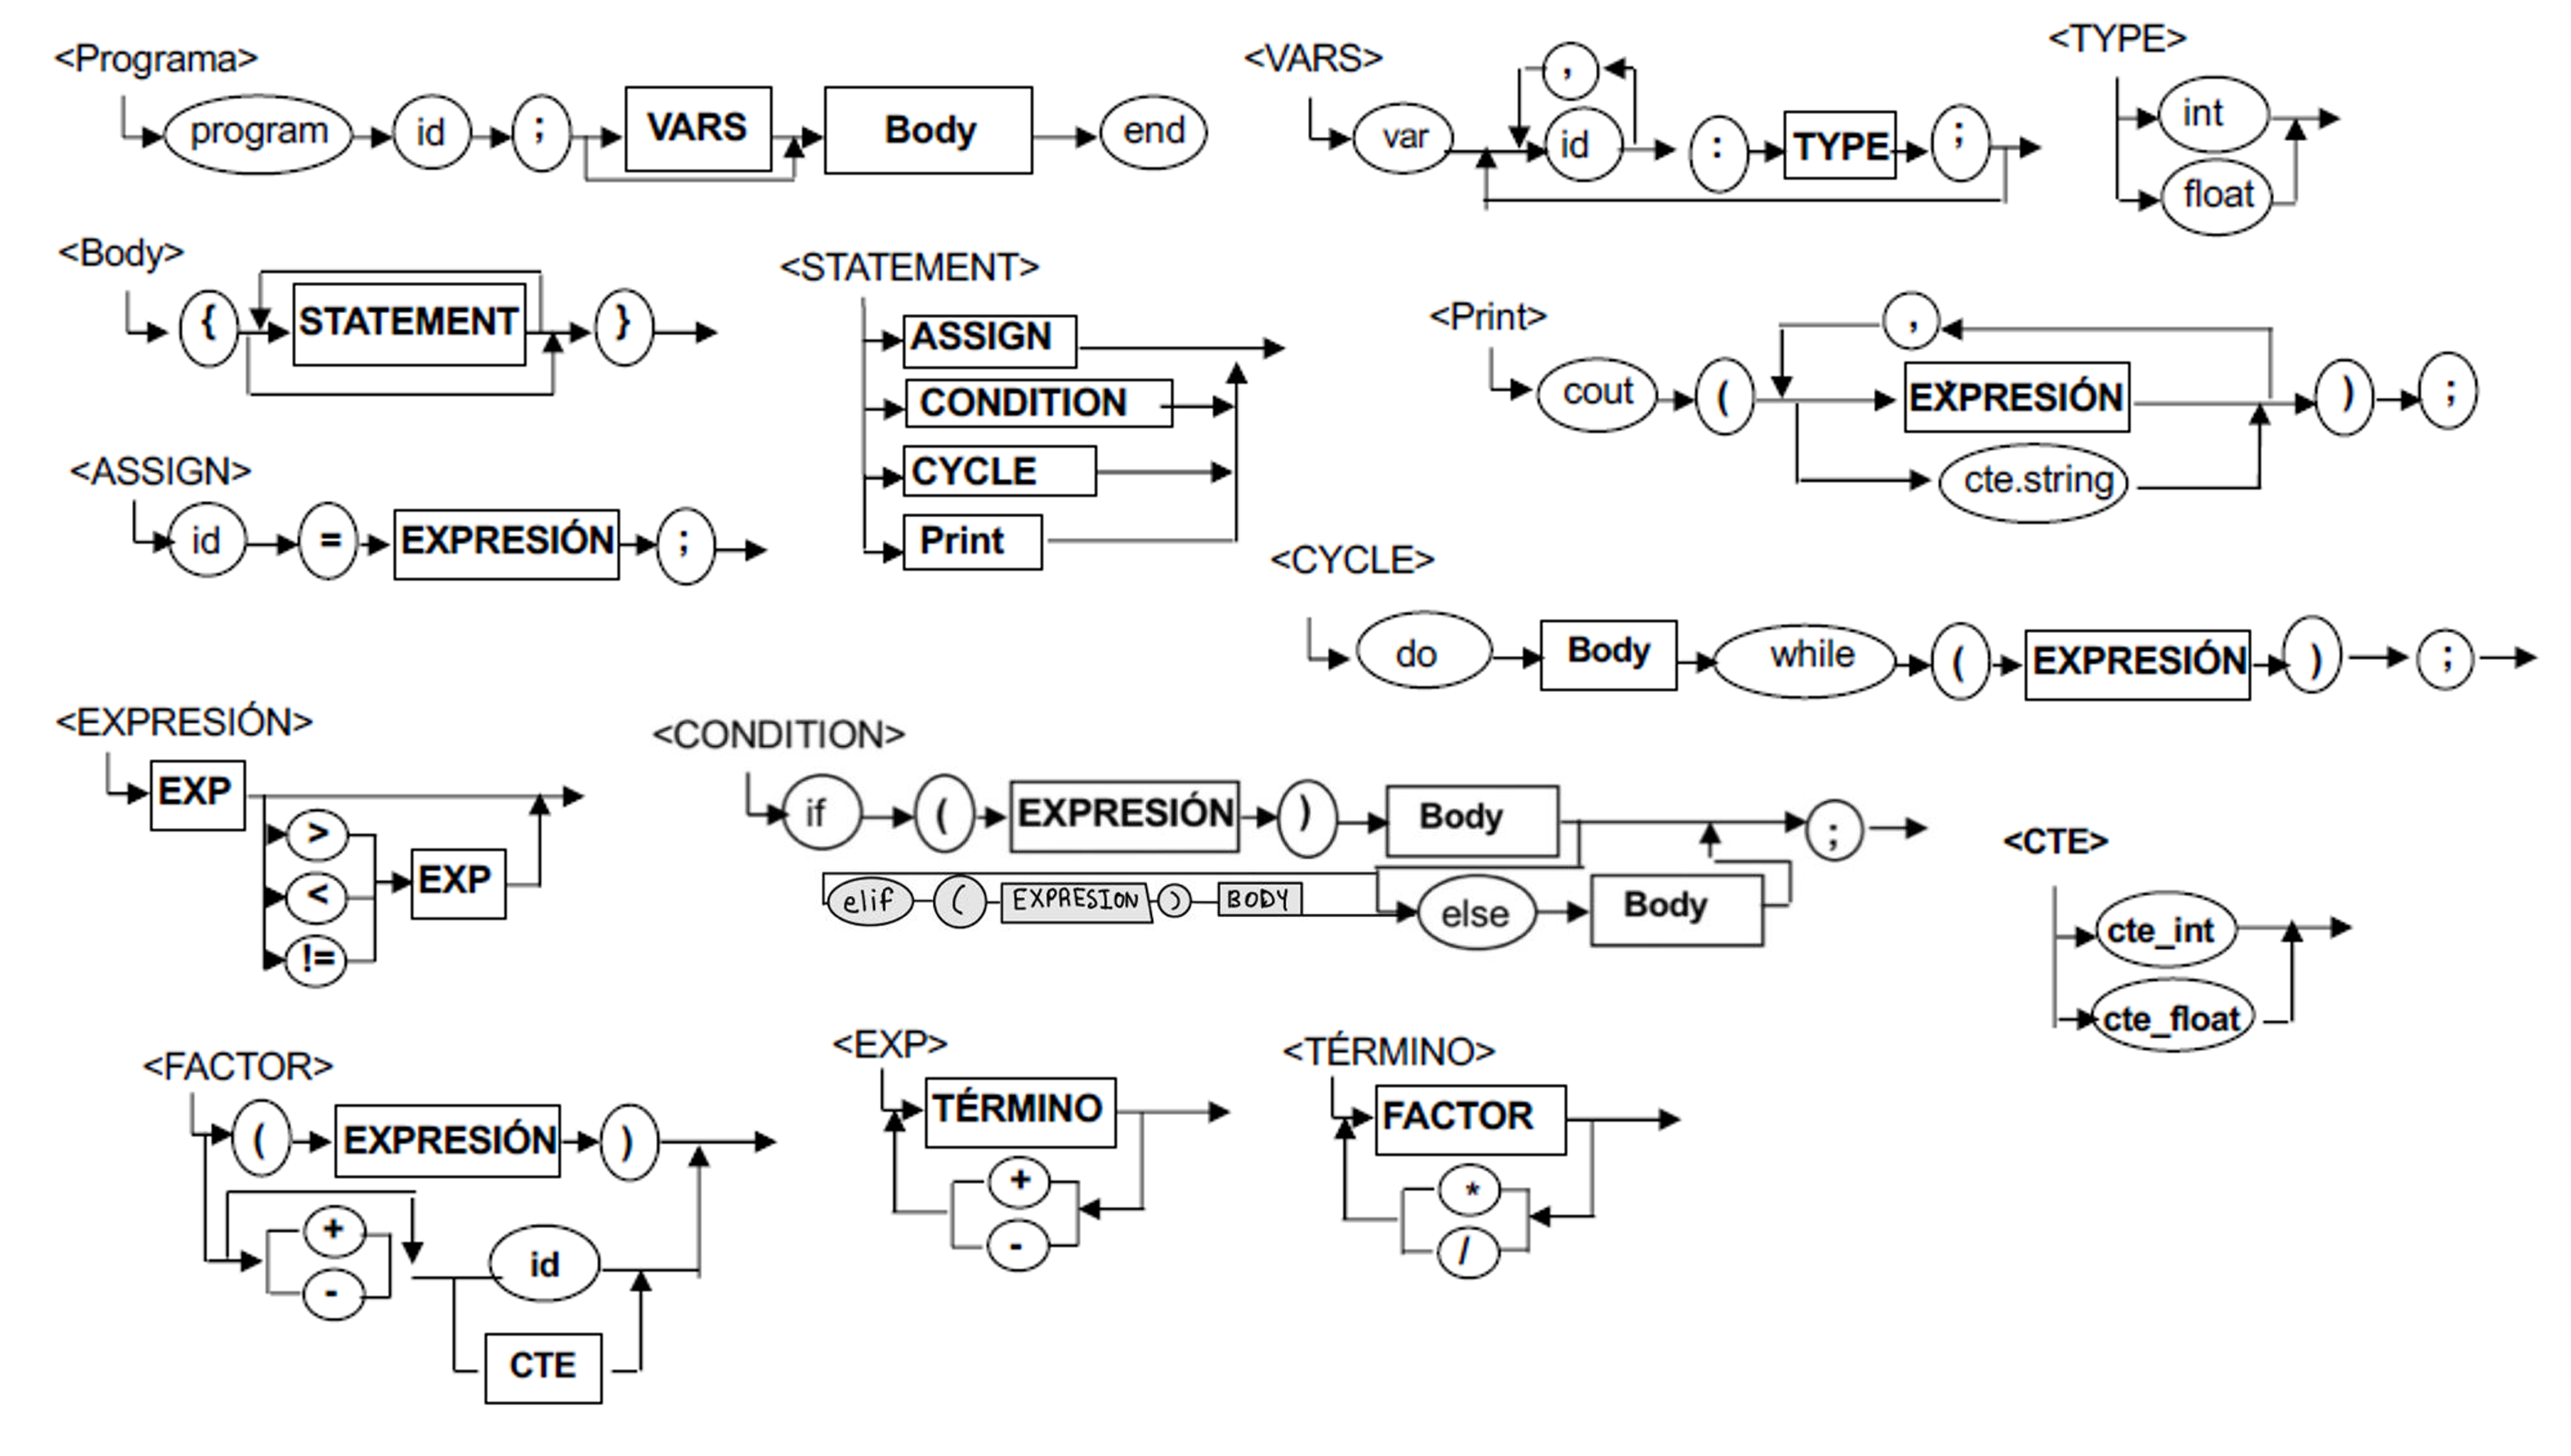 <Programa>
program id ; VARS Body end
<VARS>
,
var id : TYPE ;
<TYPE>
int
float
<Body>
{ STATEMENT }
<STATEMENT>
ASSIGN
CONDITION
CYCLE
Print
<Print>
,
cout ( EXPRESIÓN ) ;
cte.string
<ASSIGN>
id = EXPRESIÓN ;
<CYCLE>
do Body while ( EXPRESIÓN ) ;
<EXPRESIÓN>
EXP
>
<
!=
EXP
<CONDITION>
if ( EXPRESIÓN ) Body ;
elif ( EXPRESION ) BODY else Body
<CTE>
cte_int
cte_float
<FACTOR>
( EXPRESIÓN )
+
-
id
CTE
<EXP>
TÉRMINO
+
-
<TÉRMINO>
FACTOR
*
/